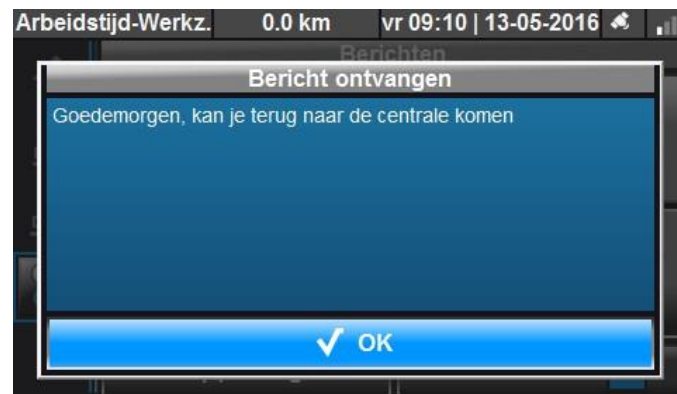 Arbeidstijd-Werkz. 0.0 km vr 09:10 | 13-05-2016
Berichten
Bericht ontvangen
Goedemorgen, kan je terug naar de centrale komen
OK